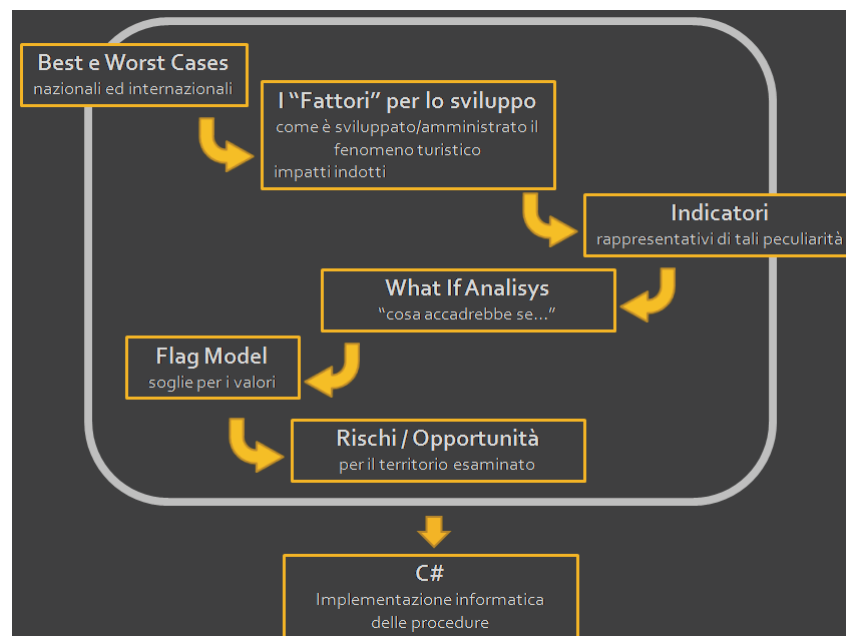 Best e Worst Cases
nazionali ed internazionali
I “Fattori” per lo sviluppo
come è sviluppato/amministrato il
fenomeno turistico
impatti indotti
Indicatori
rappresentativi di tali peculiarità
What If Analisys
“cosa accadrebbe se...”
Flag Model
soglie per i valori
Rischi / Opportunità
per il territorio esaminato
C#
Implementazione informatica
delle procedure